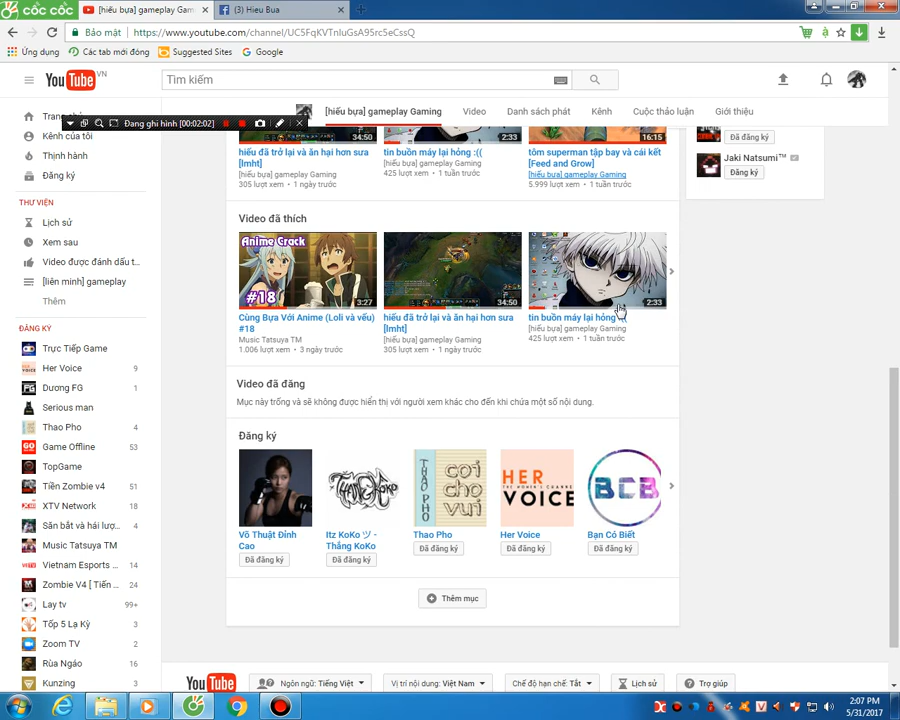 cốc cốc
[hiếu bựa] gameplay Gam
(3) Hieu Bua
Bảo mật
https://www.youtube.com/channel/UC5FqKVTnIuGsA95rc5eCssQ
Ứng dụng
Các tab mới đóng
Suggested Sites
Google
YouTube VN
Tìm kiếm
[hiếu bựa] gameplay Gaming
Video
Danh sách phát
Kênh
Cuộc thảo luận
Giới thiệu
Đang ghi hình [00:02:02]
Kênh của tôi
Thịnh hành
Đăng ký
THƯ VIỆN
Lịch sử
Xem sau
Video được đánh dấu t...
[liên minh] gameplay
Thêm
ĐĂNG KÝ
Trực Tiếp Game
Her Voice 9
Dương FG
Serious man
Thao Pho 4
Game Offline 53
TopGame
Tiền Zombie v4 51
XTV Network 18
Săn bắt và hái lượ... 4
Music Tatsuya TM
Vietnam Esports ... 14
Zombie V4 [ Tiền ... 24
Lay tv 99+
Tốp 5 Lạ Kỳ 3
Zoom TV 2
Rùa Ngáo 16
Kunzing 4
34:50
2:33
16:15
hiếu đã trở lại và ăn hại hơn sưa
[lmht]
[hiếu bựa] gameplay Gaming
305 lượt xem • 1 ngày trước
tin buồn máy lại hỏng :((
[hiếu bựa] gameplay Gaming
425 lượt xem • 1 tuần trước
tôm superman tập bay và cái kết
[Feed and Grow]
[hiếu bựa] gameplay Gaming
5.999 lượt xem • 1 tuần trước
Đã đăng ký
Jaki Natsumi™
Đăng ký
Video đã thích
Anime Crack
#18
3:27
34:50
2:33
Cùng Bựa Với Anime (Loli và vếu)
#18
Music Tatsuya TM
1.006 lượt xem • 3 ngày trước
hiếu đã trở lại và ăn hại hơn sưa
[lmht]
[hiếu bựa] gameplay Gaming
305 lượt xem • 1 ngày trước
tin buồn máy lại hỏng :((
[hiếu bựa] gameplay Gaming
425 lượt xem • 1 tuần trước
Video đã đăng
Mục này trống và sẽ không được hiển thị với người xem khác cho đến khi chứa một số nội dung.
Đăng ký
THANGKOKO
THAO PHO
coi cho vui
HER VOICE
THE WOMEN'S CHANNEL
BCB
Võ Thuật Đỉnh
Cao
Đã đăng ký
Itz KoKo ツ -
Thắng KoKo
Đã đăng ký
Thao Pho
Đã đăng ký
Her Voice
Đã đăng ký
Bạn Có Biết
Đã đăng ký
Thêm mục
YouTube
Ngôn ngữ: Tiếng Việt
Vị trí nội dung: Việt Nam
Chế độ hạn chế: Tắt
Lịch sử
Trợ giúp
2:07 PM
5/31/2017